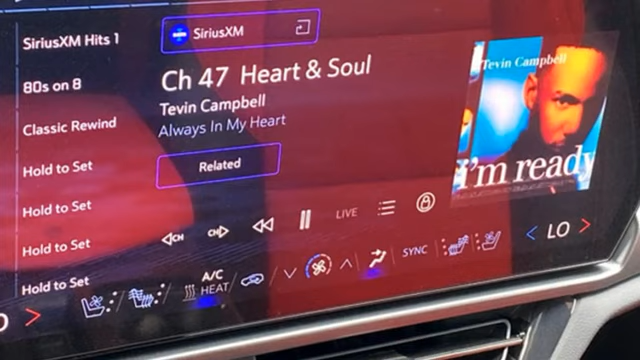 SiriusXM Hits 1
80s on 8
Classic Rewind
Hold to Set
Hold to Set
Hold to Set
Hold to Set
SiriusXM
Ch 47 Heart & Soul
Tevin Campbell
Always In My Heart
Related
Tevin Campbell
I'm ready
CH
CH
LIVE
A/C
HEAT
SYNC
LO